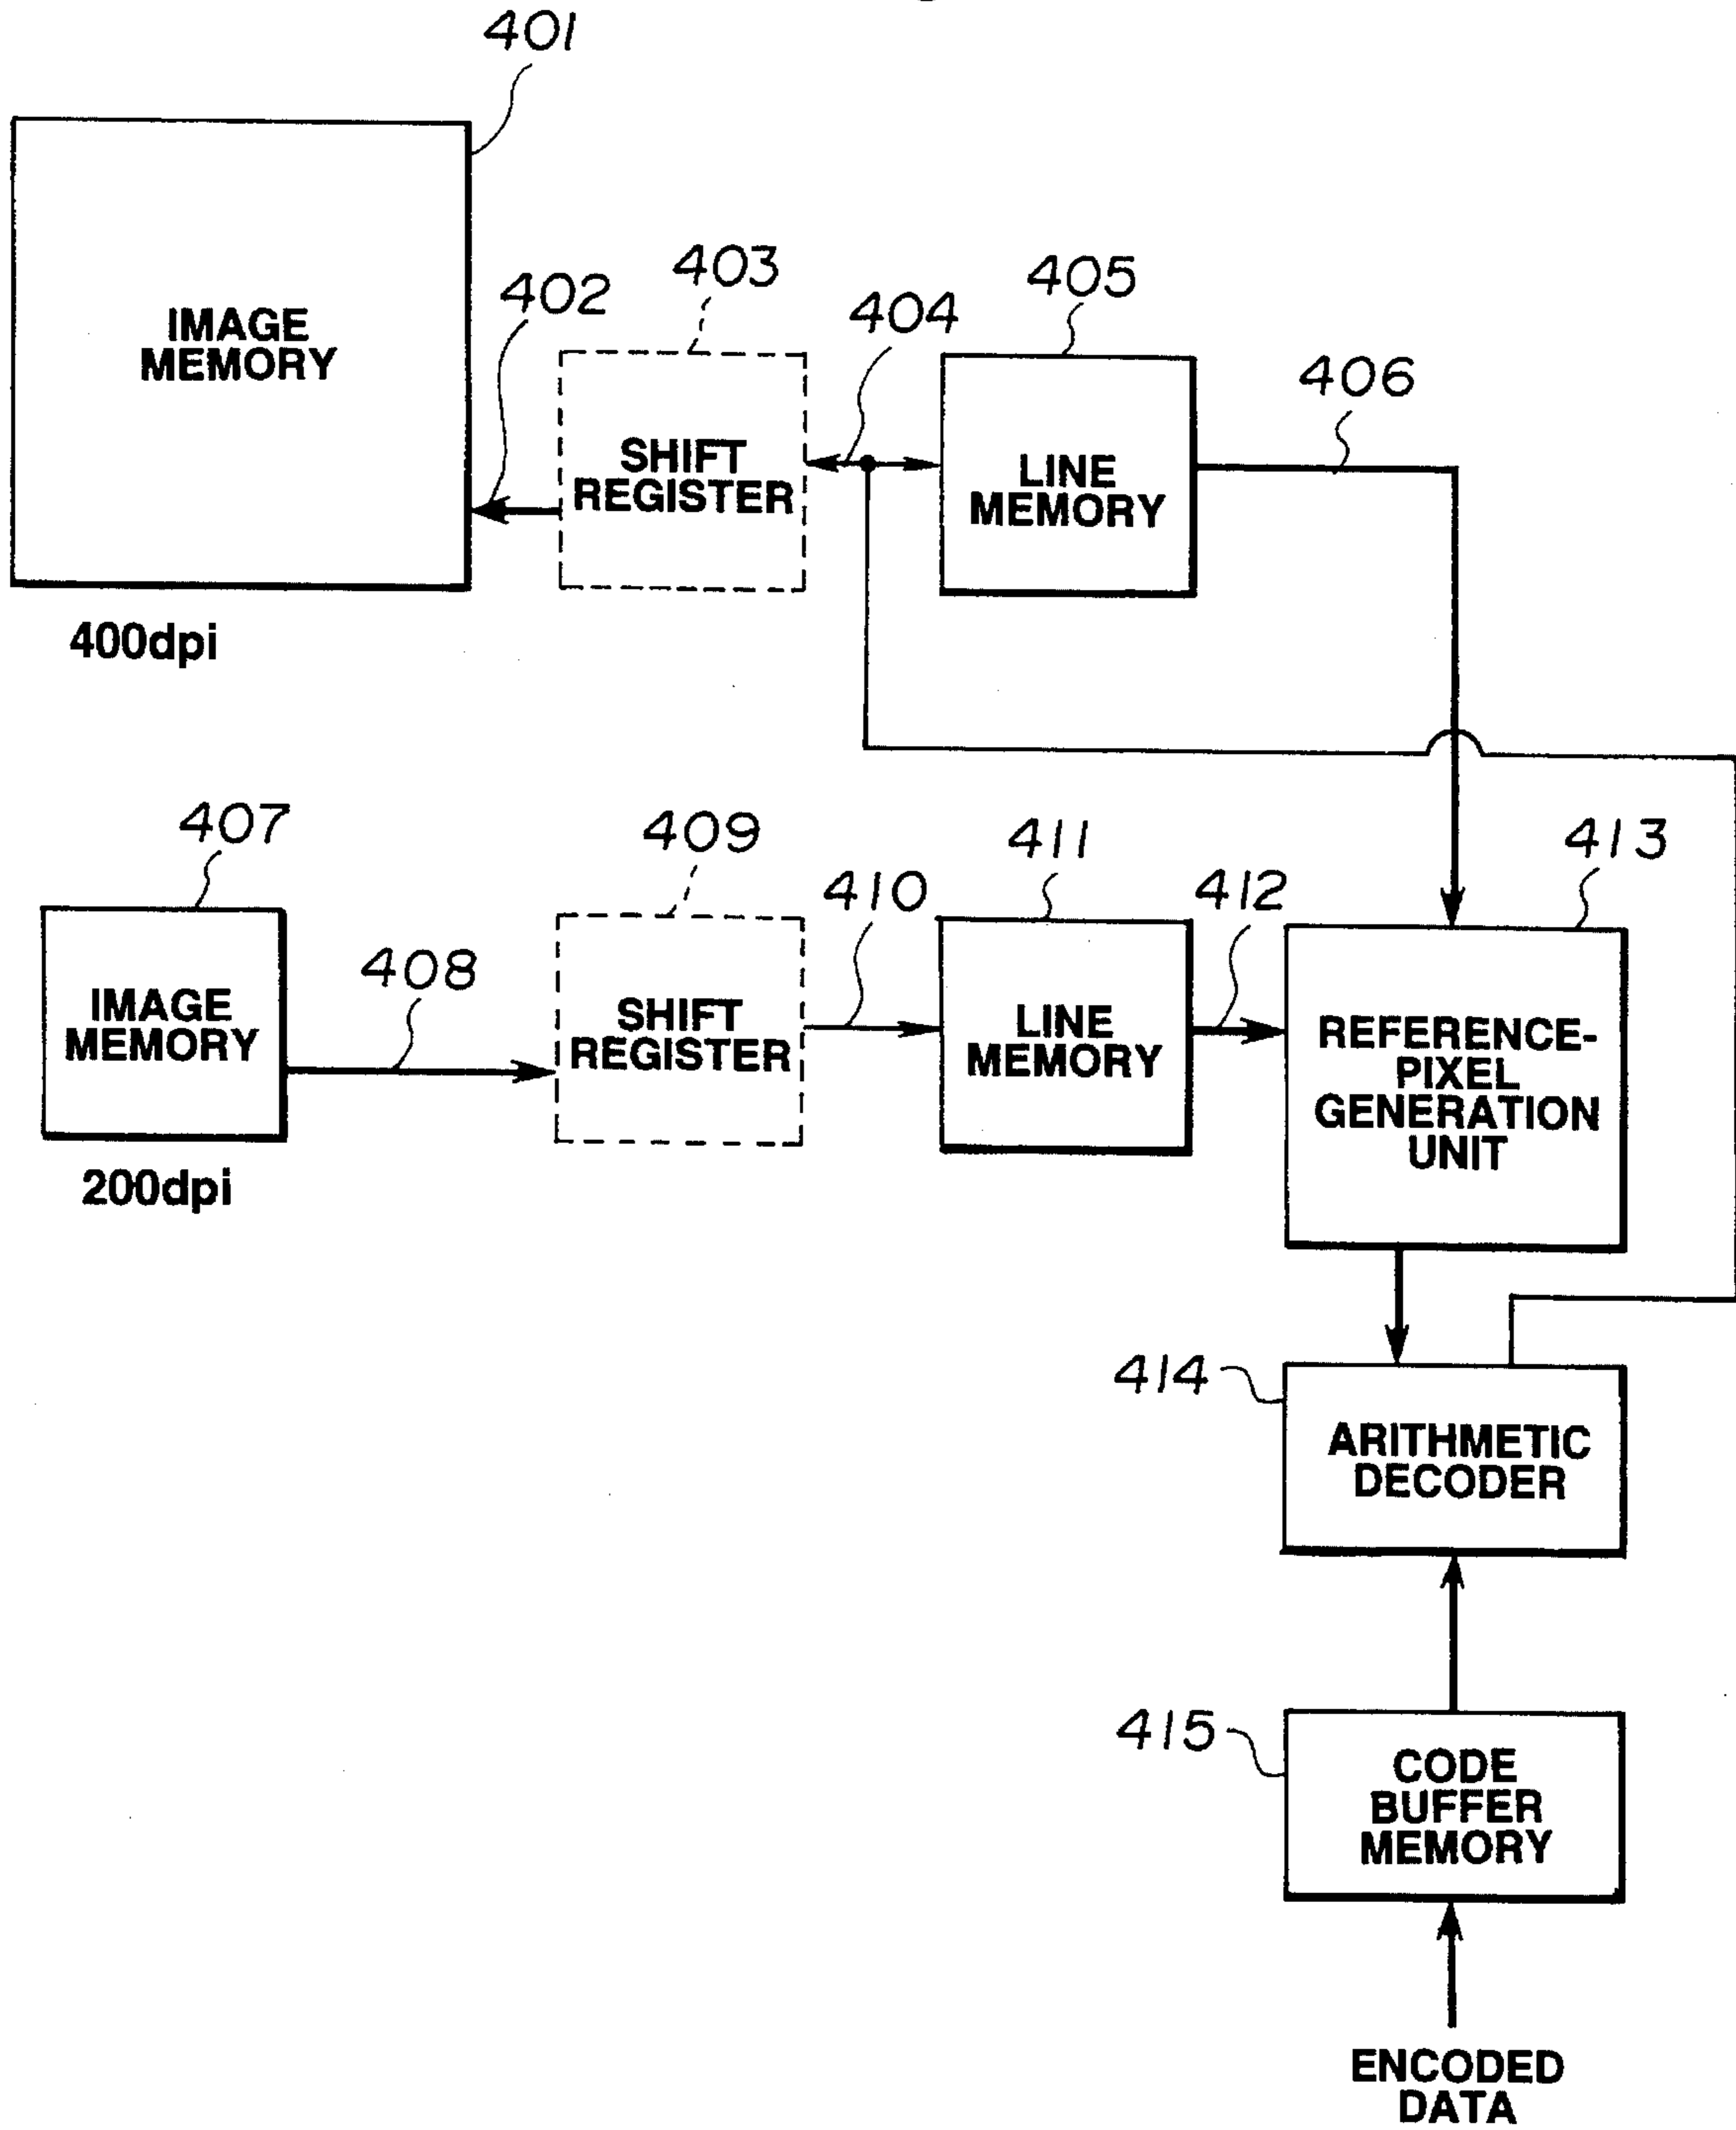 401
IMAGE
MEMORY
400dpi
402
403
SHIFT
REGISTER
404
405
LINE
MEMORY
406
407
IMAGE
MEMORY
200dpi
408
409
SHIFT
REGISTER
410
411
LINE
MEMORY
412
413
REFERENCE-
PIXEL
GENERATION
UNIT
414
ARITHMETIC
DECODER
415
CODE
BUFFER
MEMORY
ENCODED
DATA